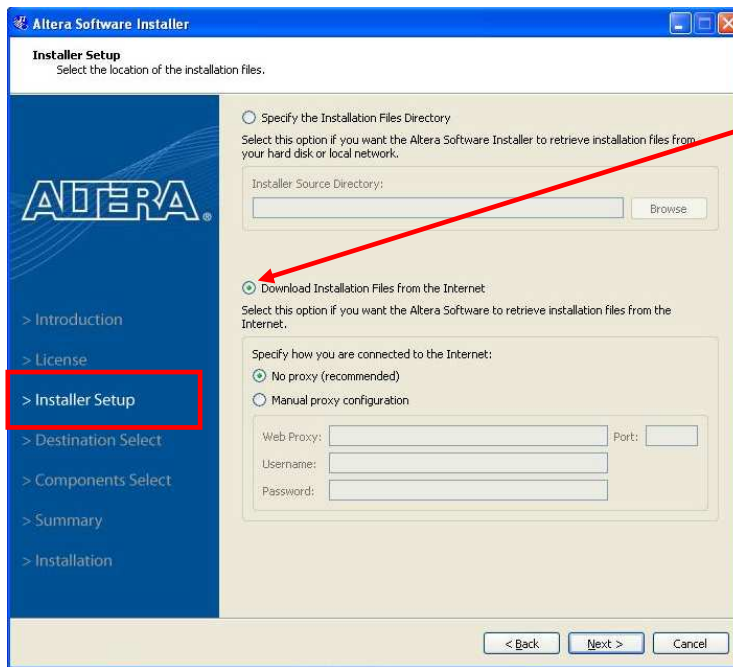 Altera Software Installer
Installer Setup
Select the location of the installation files.
ALTERA®
> Introduction
> License
> Installer Setup
> Destination Select
> Components Select
> Summary
> Installation
Specify the Installation Files Directory
Select this option if you want the Altera Software Installer to retrieve installation files from
your hard disk or local network.
Installer Source Directory:
Browse
Download Installation Files from the Internet
Select this option if you want the Altera Software to retrieve installation files from the
Internet.
Specify how you are connected to the Internet:
No proxy (recommended)
Manual proxy configuration
Web Proxy: Port:
Username:
Password:
< Back Next > Cancel